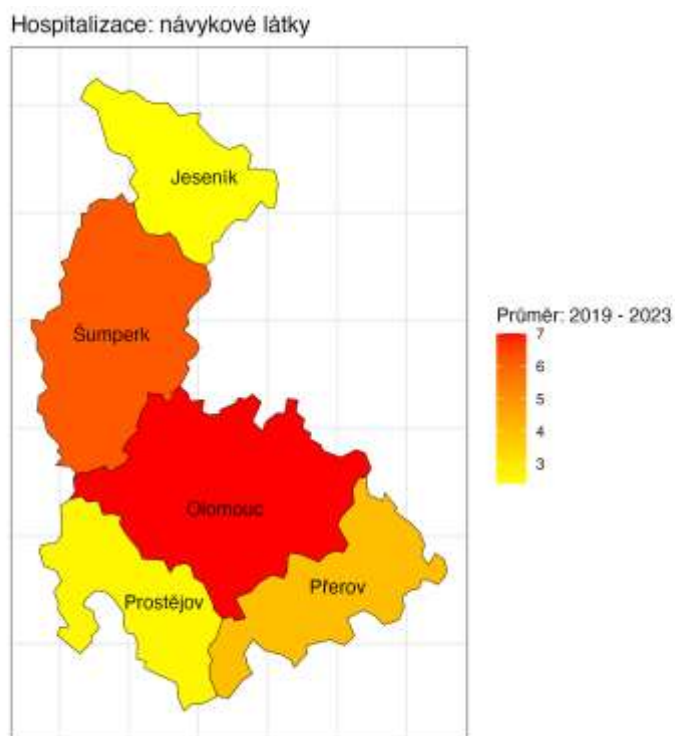 Hospitalizace: návykové látky
Jeseník
Šumperk
Olomouc
Přerov
Prostějov
Průměr: 2019 - 2023
7
6
5
4
3